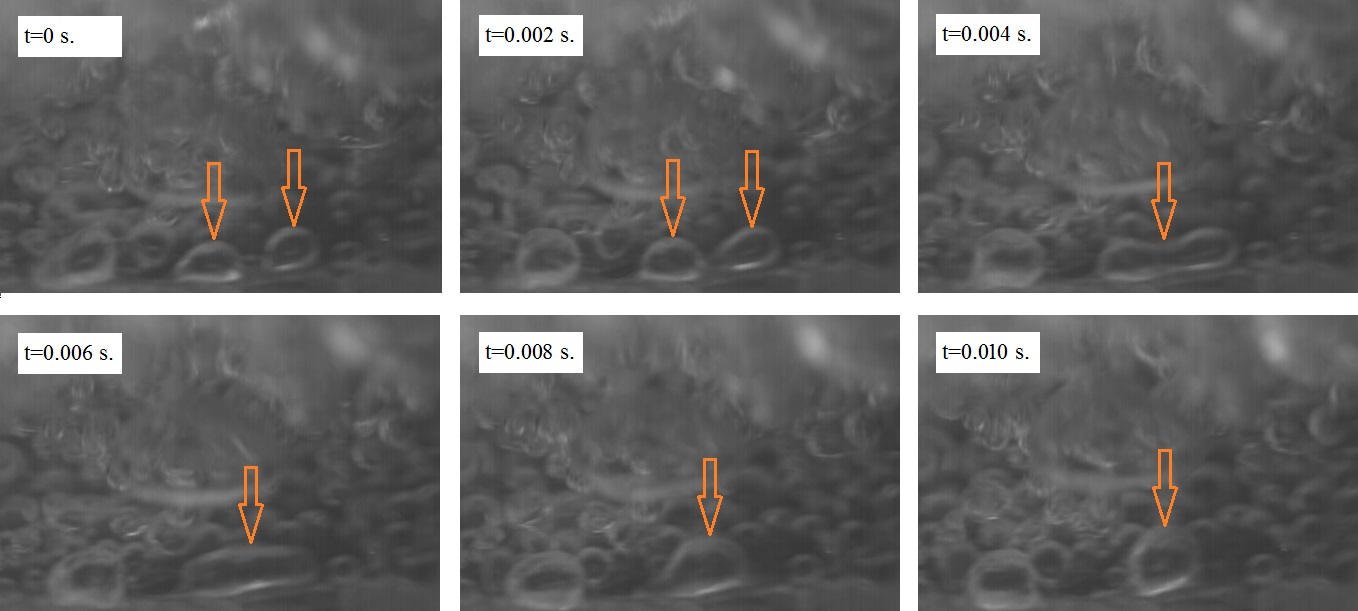 t=0 s.
t=0.002 s.
t=0.004 s.
t=0.006 s.
t=0.008 s.
t=0.010 s.